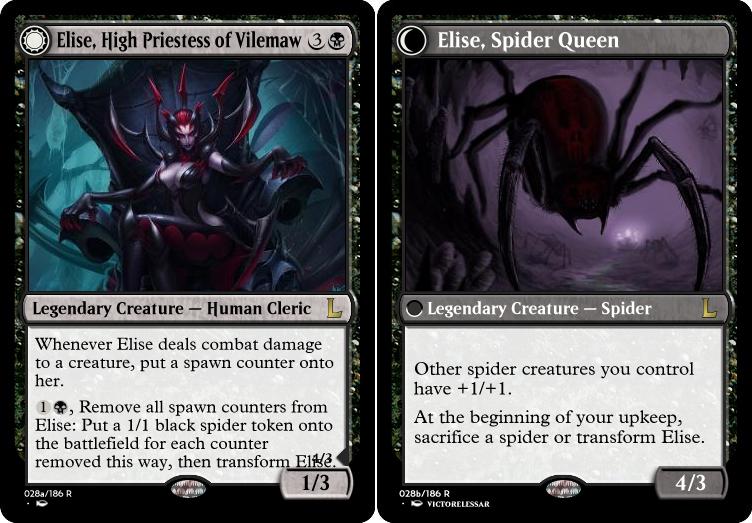 Elise, High Priestess of Vilemaw 3
Whenever Elise deals combat damage
to a creature, put a spawn counter onto
her.
1, Remove all spawn counters from
Elise: Put a 1/1 black spider token onto
the battlefield for each counter
removed this way, then transform Elise.
4/3
1/3
Legendary Creature — Human Cleric L
028a/186 R
Elise, Spider Queen
Legendary Creature — Spider L
Other spider creatures you control
have +1/+1.
At the beginning of your upkeep,
sacrifice a spider or transform Elise.
4/3
028b/186 R
VICTORELESSAR